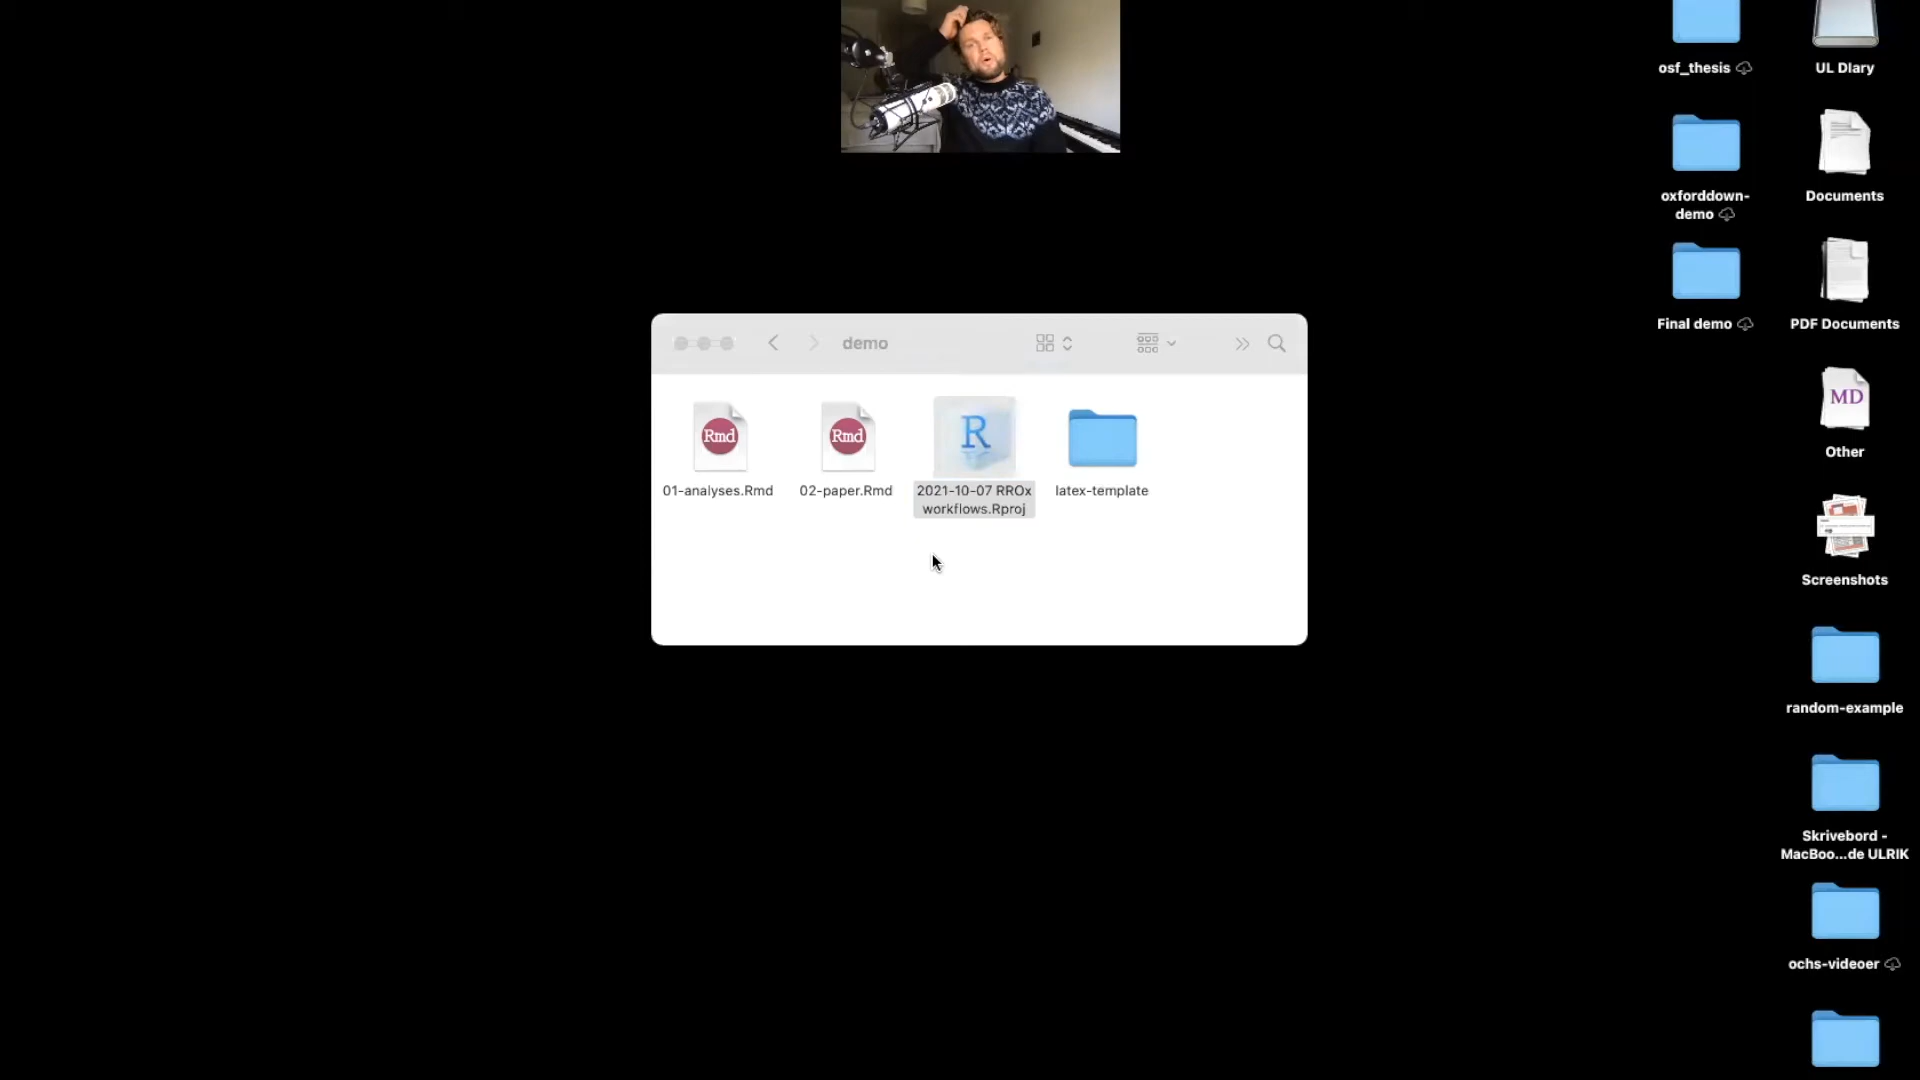 osf_thesis
UL DIary
oxforddown-
demo
Documents
Final demo
PDF Documents
demo
Rmd
Rmd
R
01-analyses.Rmd
02-paper.Rmd
2021-10-07 RROx
workflows.Rproj
latex-template
MD
Other
Screenshots
random-example
Skrivebord -
MacBoo...de ULRIK
ochs-videoer